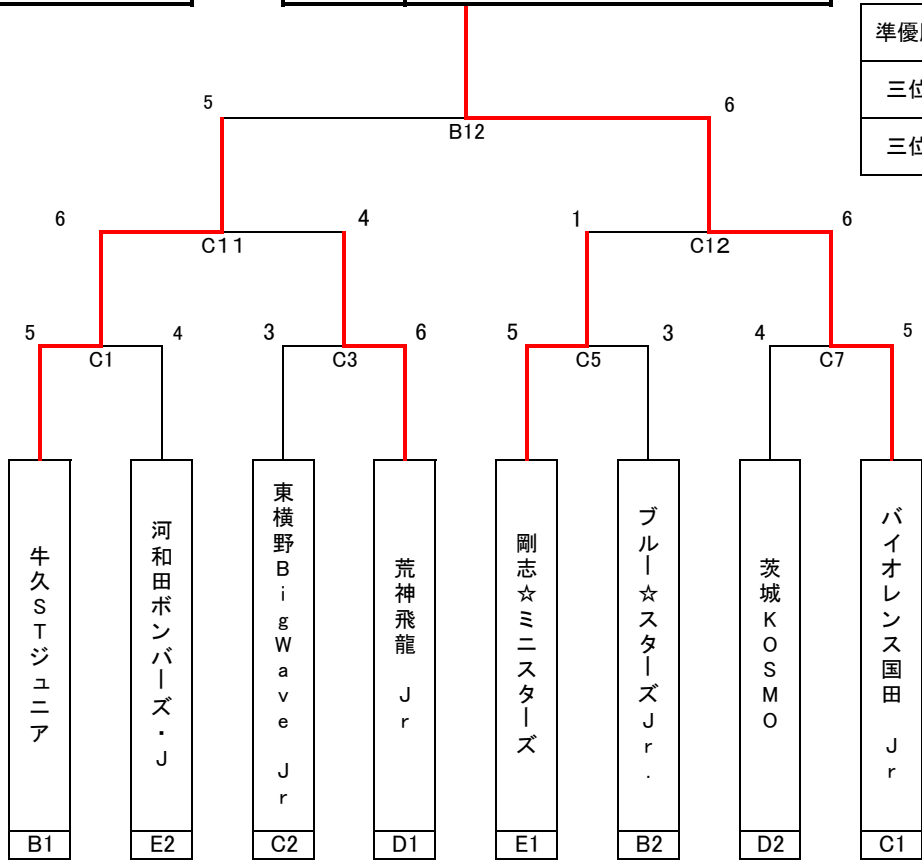 準優
三位
三位
5 6
B12
6 4 1 6
C11 C12
5 4 3 6 5 3 4 5
C1 C3 C5 C7
牛久STジュニア
河和田ボンバーズ・J
東横野BigWave Jr
荒神飛龍 Jr
剛志☆ミニスターズ
ブルー☆スターズJr.
茨城KOSMO
バイオレンス国田 Jr
B1 E2 C2 D1 E1 B2 D2 C1